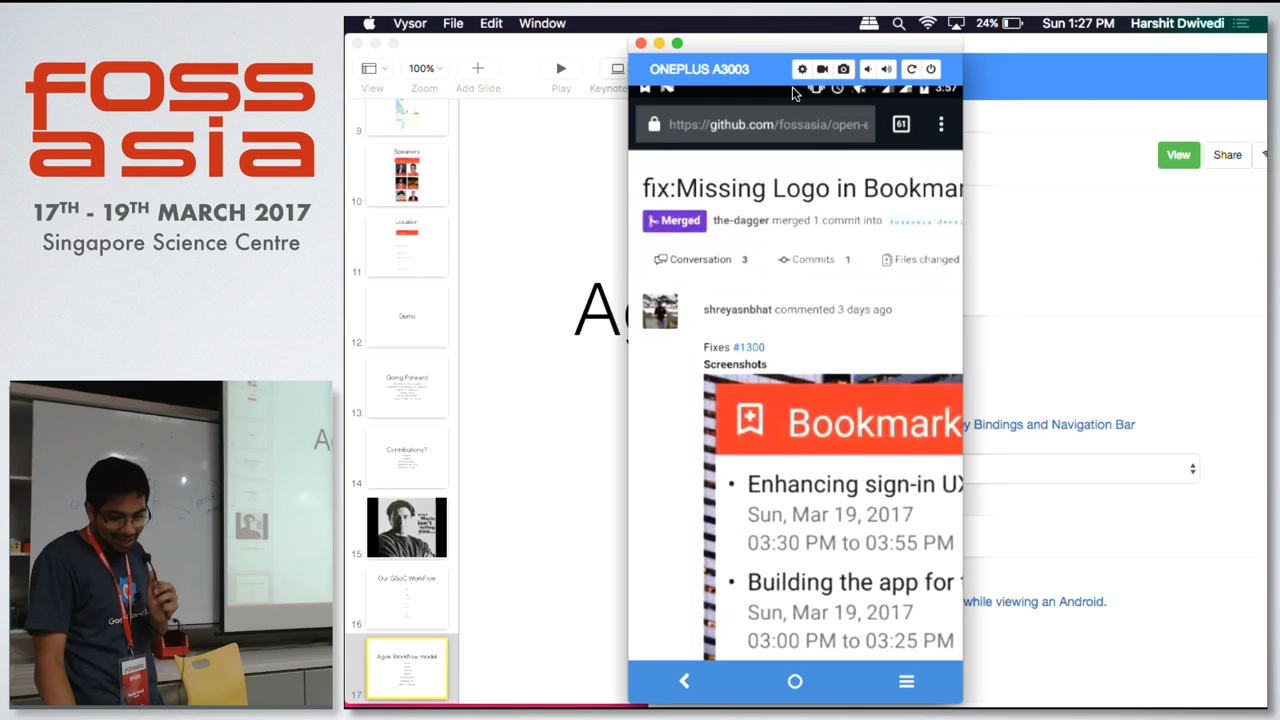 foss
asia
17TH - 19TH MARCH 2017
Singapore Science Centre
Vysor File Edit Window
24% Sun 1:27 PM Harshit Dwivedi
ONEPLUS A3003
100%
View Zoom Add Slide Play Keynote
3:57
https://github.com/fossasia/open-e
61
View Share
fix:Missing Logo in Bookmar
Merged the-dagger merged 1 commit into
Conversation 3 Commits 1 Files changed
shreyasnbhat commented 3 days ago
Fixes #1300
Screenshots
Bookmark
• Enhancing sign-in UX
Sun, Mar 19, 2017
03:30 PM to 03:55 PM
• Building the app for
Sun, Mar 19, 2017
03:00 PM to 03:25 PM
y Bindings and Navigation Bar
while viewing an Android.
9
Speakers
10
Location
11
Demo
12
Going Forward
13
Contributions?
14
isn't
15
Our GSoC WorkFlow
16
Agile Workflow model
17